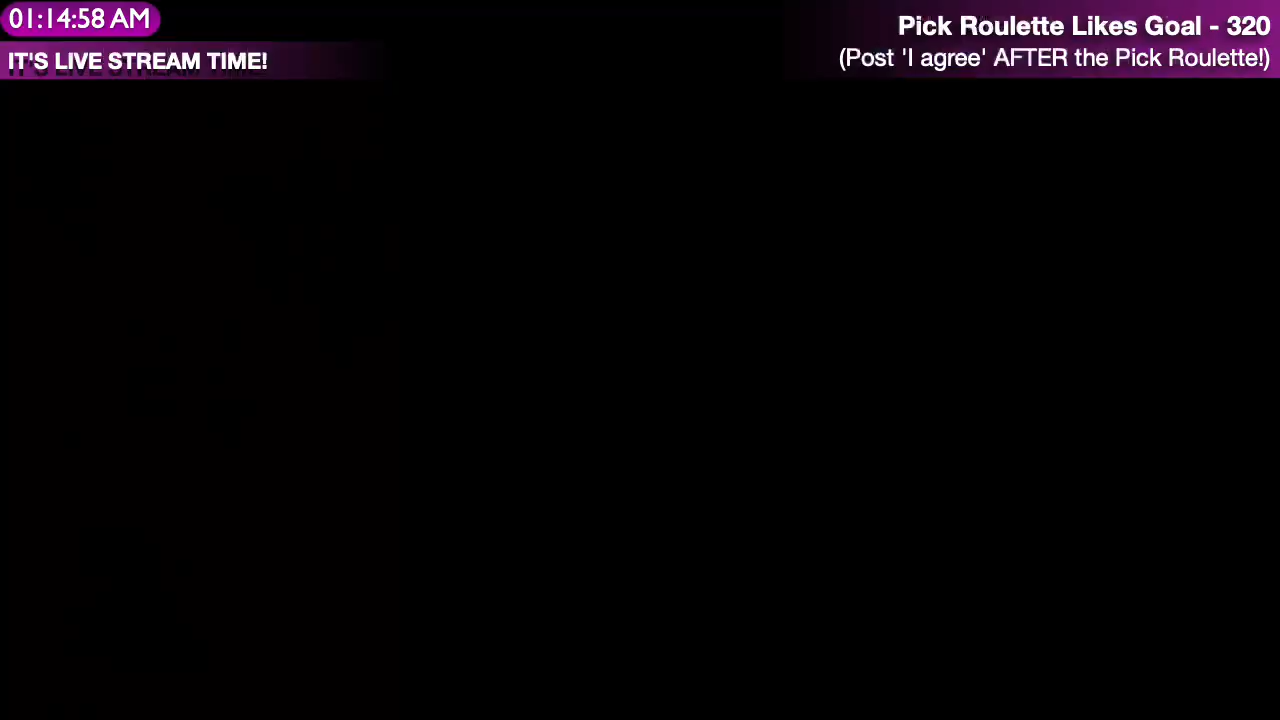 01:14:58 AM
IT'S LIVE STREAM TIME!
Pick Roulette Likes Goal - 320
(Post 'I agree' AFTER the Pick Roulette!)